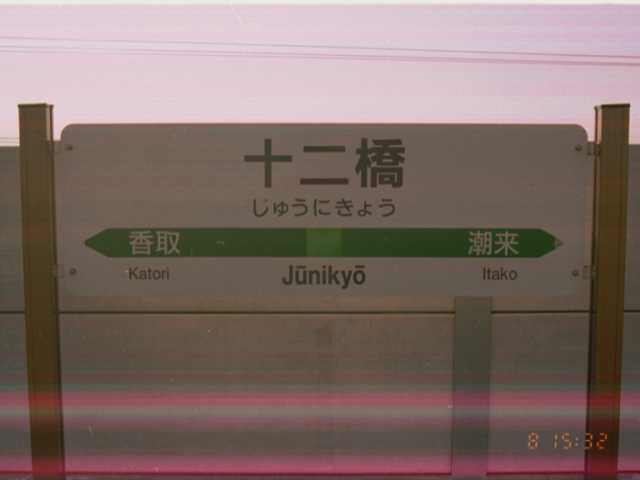 十二橋
じゅうにきょう
香取 潮来
Katori Jūnikyō Itako
8 15:32